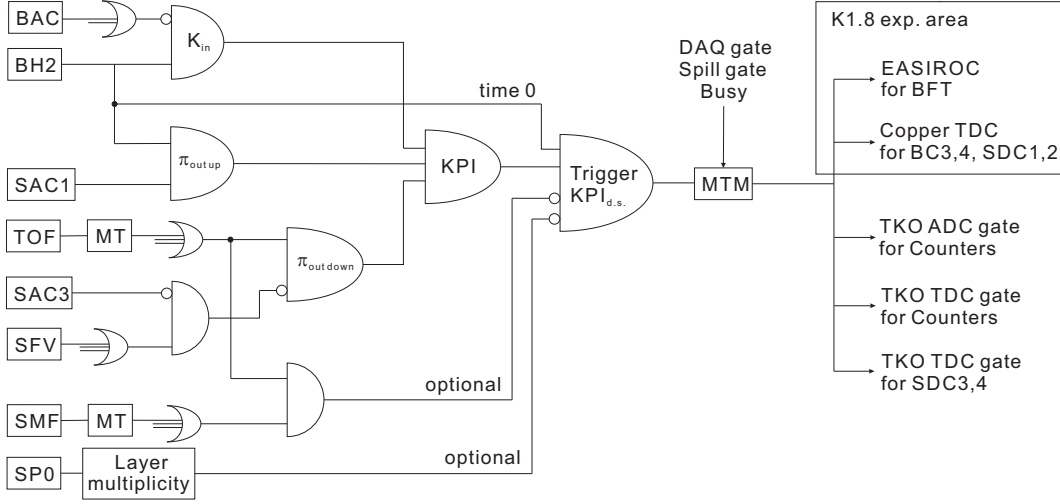 BAC
K in
BH2
time 0
π out up
SAC1
KPI
Trigger
KPI d.s.
DAQ gate
Spill gate
Busy
MTM
K1.8 exp. area
EASIROC
for BFT
Copper TDC
for BC3,4, SDC1,2
TKO ADC gate
for Counters
TKO TDC gate
for Counters
TKO TDC gate
for SDC3,4
TOF
MT
π out down
SAC3
SFV
optional
SMF
MT
optional
SP0
Layer
multiplicity